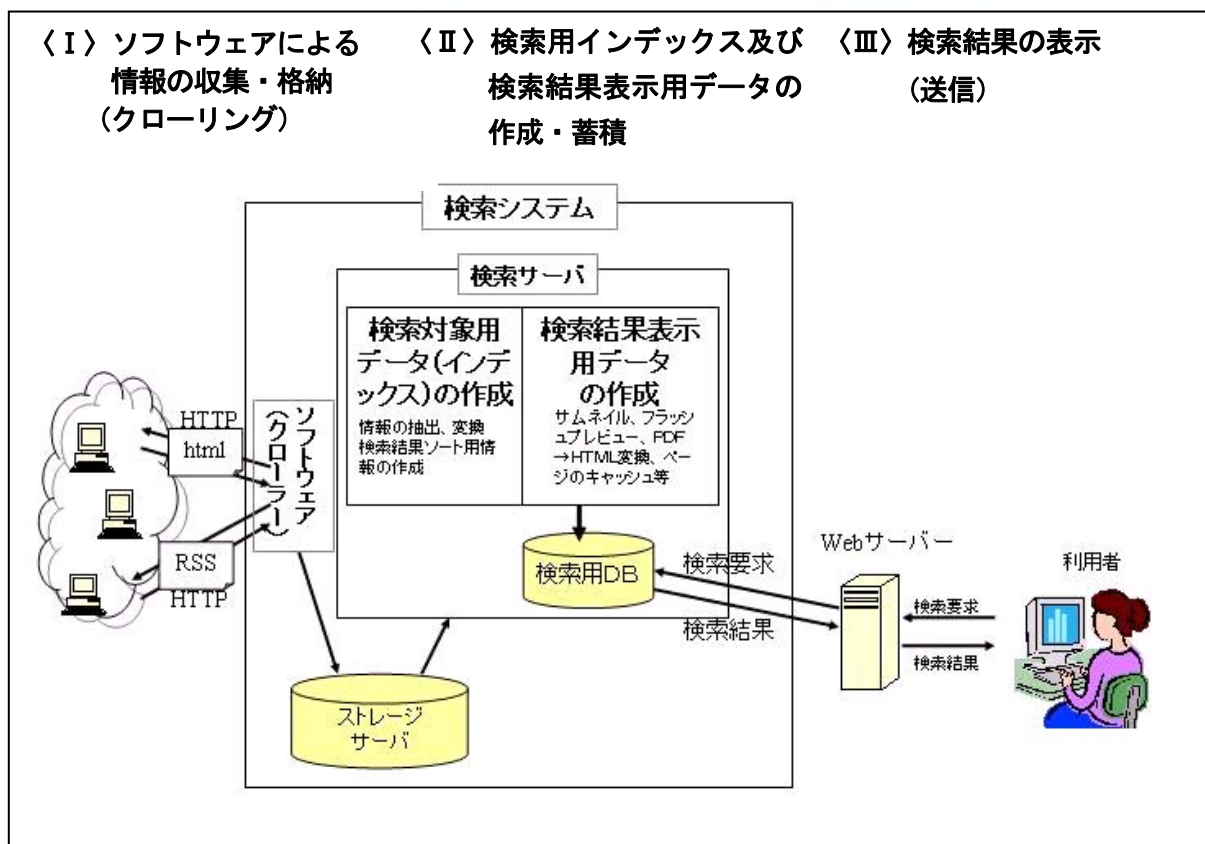 〈Ⅰ〉ソフトウェアによる
情報の収集・格納
（クローリング）
〈Ⅱ〉検索用インデックス及び
検索結果表示用データの
作成・蓄積
〈Ⅲ〉検索結果の表示
（送信）
検索システム
検索サーバ
検索対象用
データ(インデ
ックス)の作成
情報の抽出、変換
検索結果ソート用情
報の作成
検索結果表示
用データ
の作成
サムネイル、フラッシ
ュプレビュー、PDF
→HTML変換、ペー
ジのキャッシュ等
HTTP
html
RSS
HTTP
ソフトウェア
(クローラー)
検索用DB
ストレージ
サーバ
検索要求
検索結果
Webサーバー
検索要求
検索結果
利用者